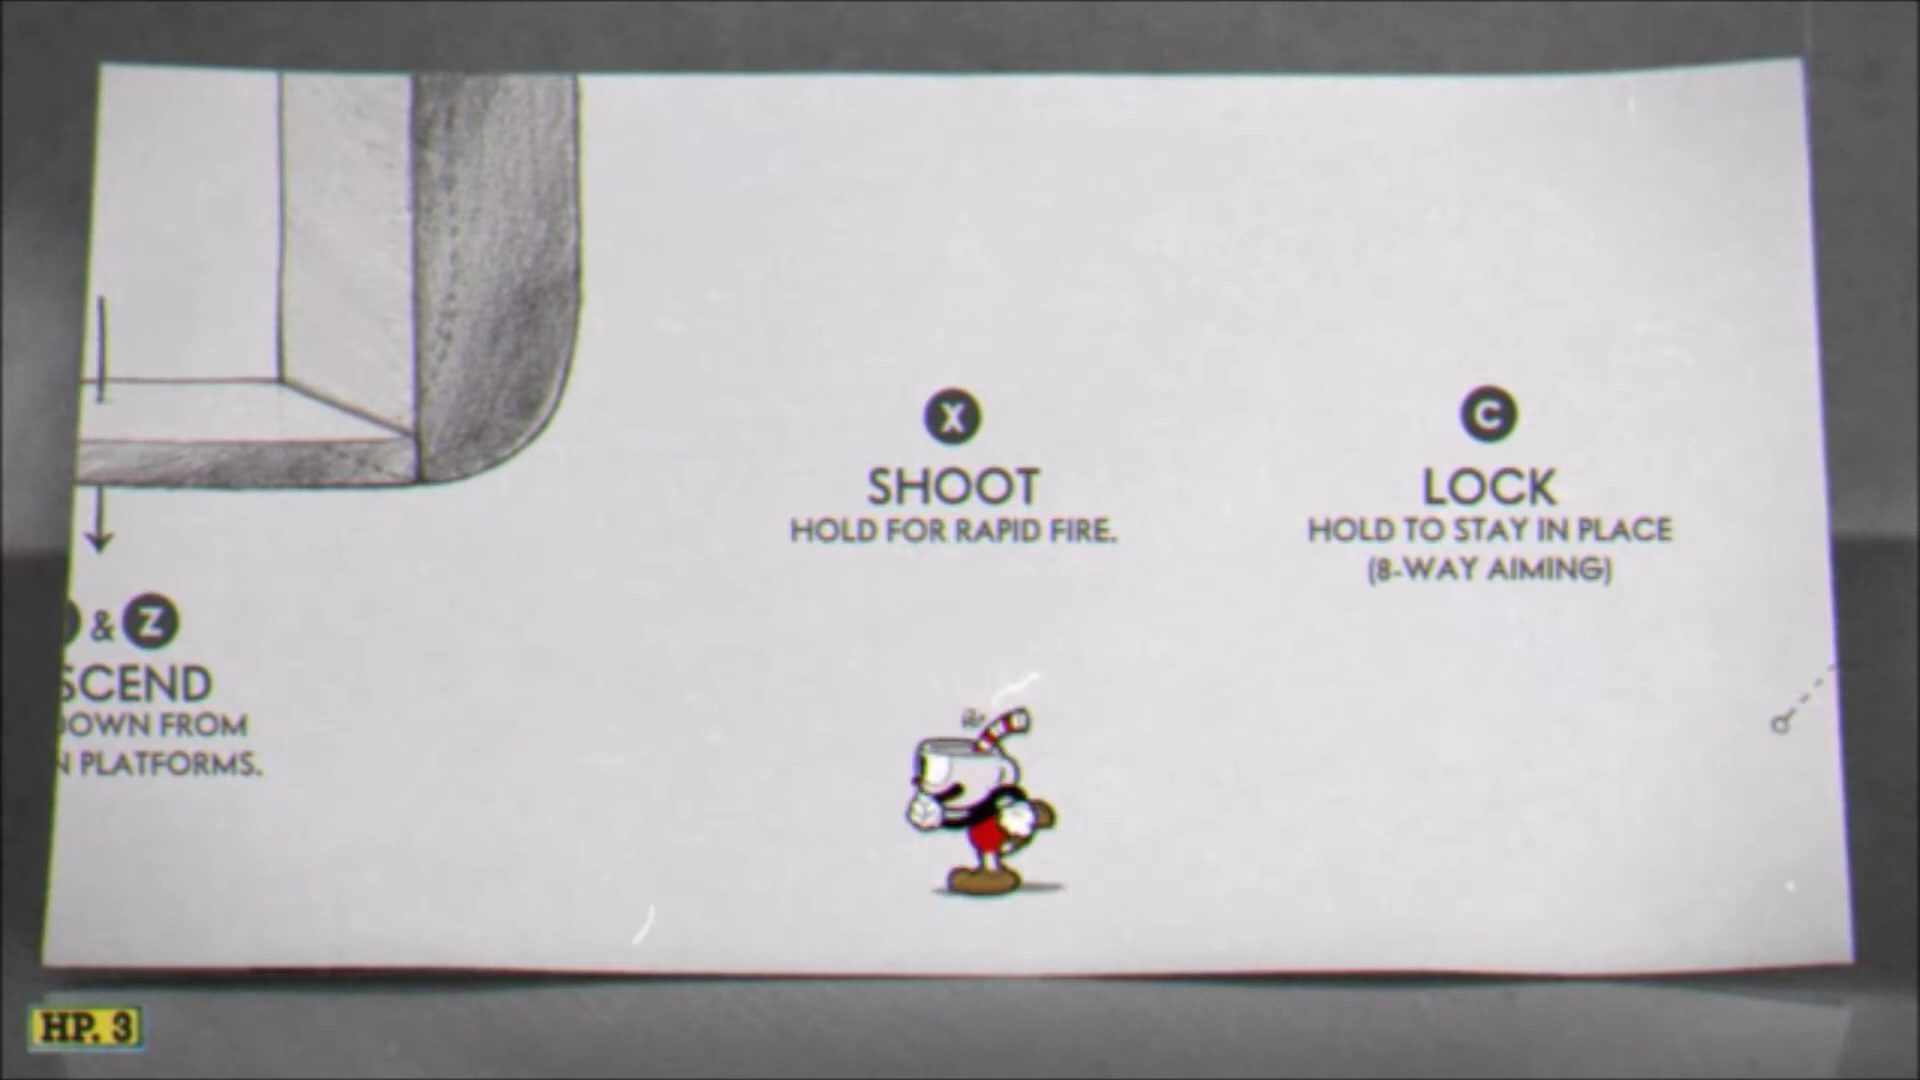 X
SHOOT
HOLD FOR RAPID FIRE.
C
LOCK
HOLD TO STAY IN PLACE
(8-WAY AIMING)
& Z
SCEND
DOWN FROM
N PLATFORMS.
HP. 3